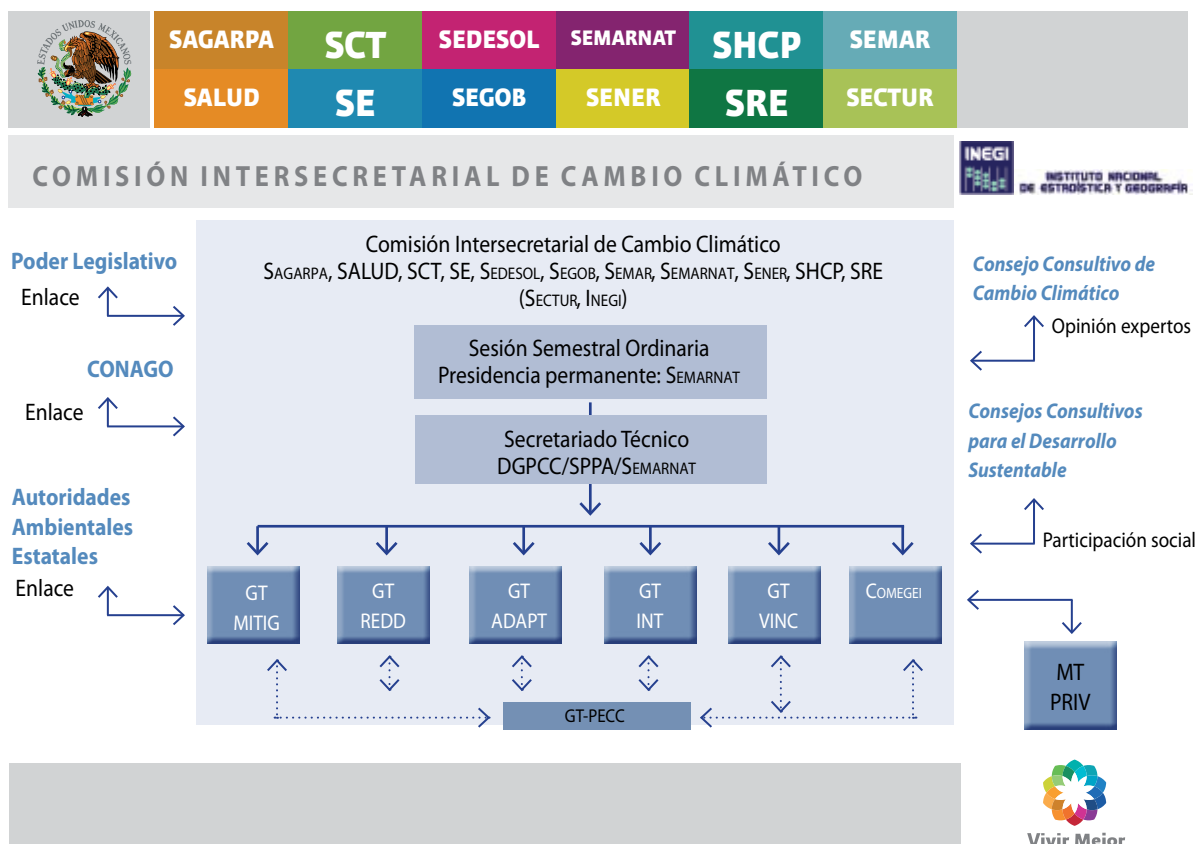 ESTADOS UNIDOS MEXICANOS
SAGARPA SCT SEDESOL SEMARNAT SHCP SEMAR
SALUD SE SEGOB SENER SRE SECTUR
COMISIÓN INTERSECRETARIAL DE CAMBIO CLIMÁTICO
INEGI
INSTITUTO NACIONAL
DE ESTADÍSTICA Y GEOGRAFÍA
Comisión Intersecretarial de Cambio Climático
SAGARPA, SALUD, SCT, SE, SEDESOL, SEGOB, SEMAR, SEMARNAT, SENER, SHCP, SRE
(SECTUR, INEGI)
Sesión Semestral Ordinaria
Presidencia permanente: SEMARNAT
Secretariado Técnico
DGPCC/SPPA/SEMARNAT
Poder Legislativo
Enlace
CONAGO
Enlace
Autoridades
Ambientales
Estatales
Enlace
GT
MITIG
GT
REDD
GT
ADAPT
GT
INT
GT
VINC
COMEGEI
GT-PECC
Consejo Consultivo de
Cambio Climático
Opinión expertos
Consejos Consultivos
para el Desarrollo
Sustentable
Participación social
MT
PRIV
Vivir Mejor